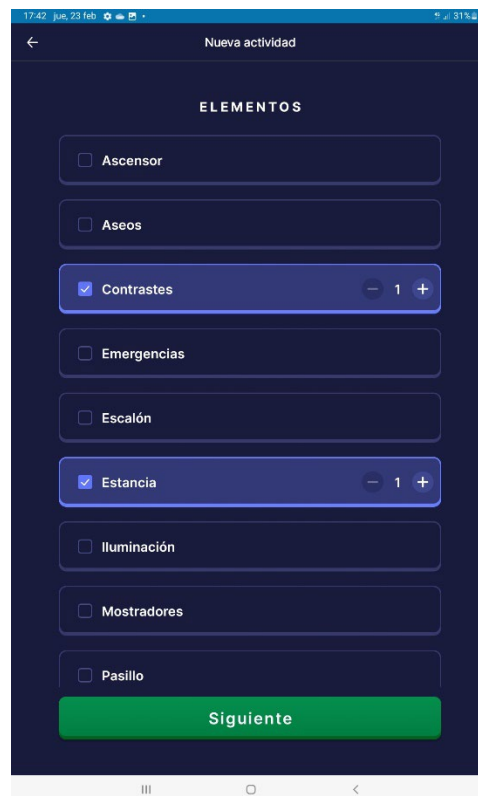 17:42 jue, 23 feb 31%
Nueva actividad
ELEMENTOS
Ascensor
Aseos
Contrastes 1
Emergencias
Escalón
Estancia 1
Iluminación
Mostradores
Pasillo
Siguiente